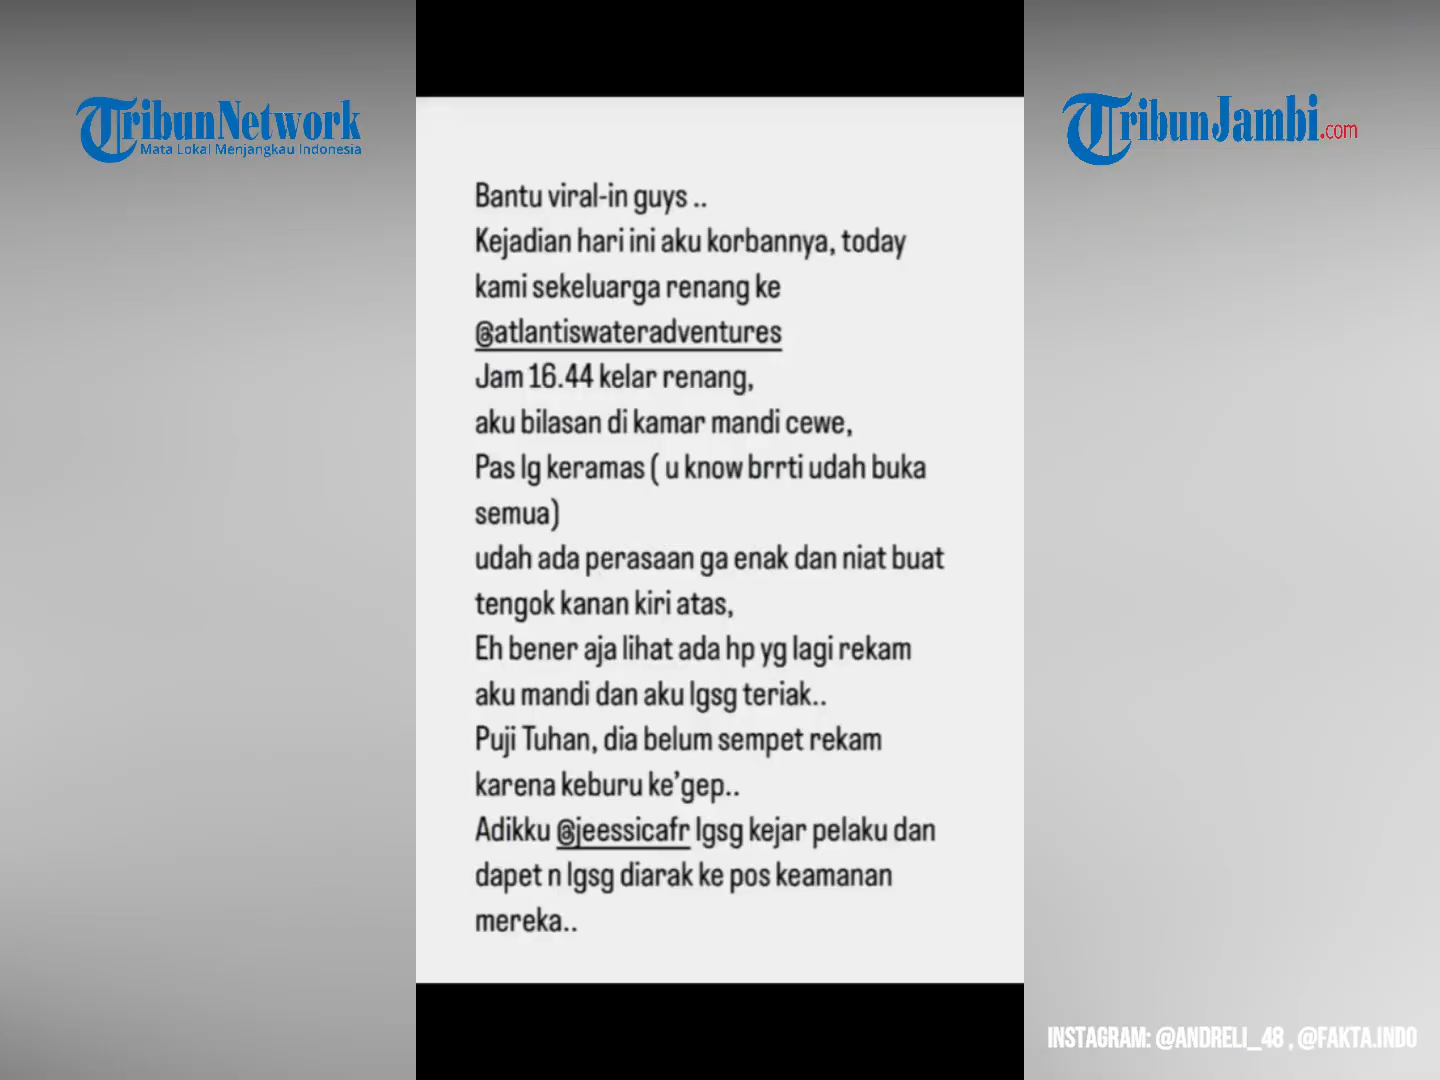 TribunNetwork
Mata Lokal Menjangkau Indonesia
TribunJambi.com
Bantu viral-in guys ..
Kejadian hari ini aku korbannya, today
kami sekeluarga renang ke
@atlantiswateradventures
Jam 16.44 kelar renang,
aku bilasan di kamar mandi cewe,
Pas lg keramas ( u know brrti udah buka
semua)
udah ada perasaan ga enak dan niat buat
tengok kanan kiri atas,
Eh bener aja lihat ada hp yg lagi rekam
aku mandi dan aku lgsg teriak..
Puji Tuhan, dia belum sempet rekam
karena keburu ke’gep..
Adikku @jeessicafr lgsg kejar pelaku dan
dapet n lgsg diarak ke pos keamanan
mereka..
INSTAGRAM: @ANDRELI_48 , @FAKTA.INDO